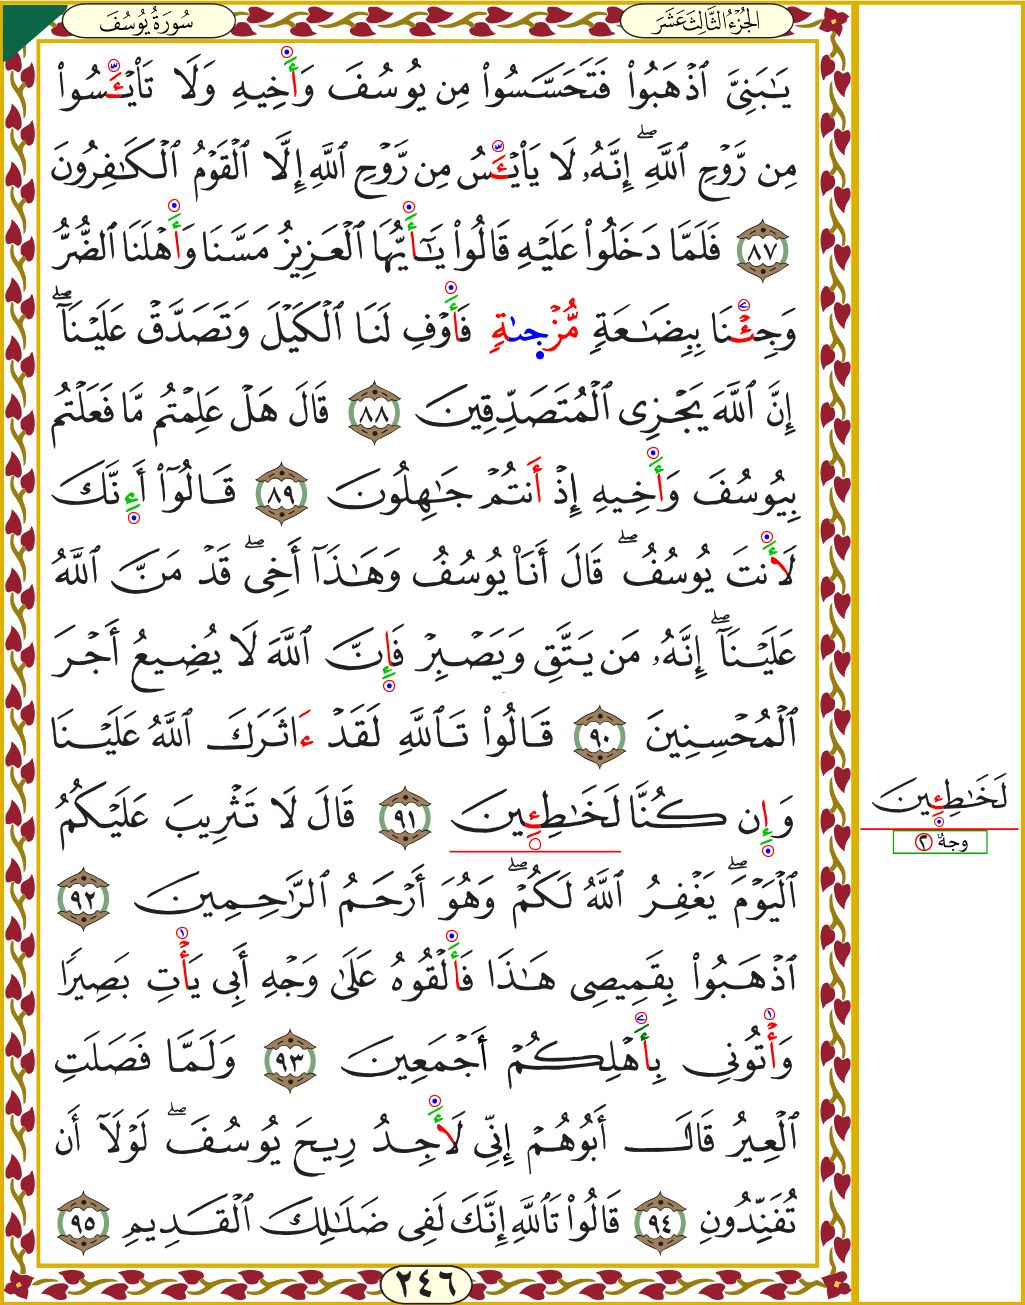 الجُزْءُ الثَّالِثَ عَشَرَ
سُورَةُ يُوسُفَ
يَـٰبَنِىَّ ٱذْهَبُوا۟ فَتَحَسَّسُوا۟ مِن يُوسُفَ وَأَخِيهِ وَلَا تَا۟يْـَٔسُوا۟
مِن رَّوْحِ ٱللَّهِ ۖ إِنَّهُۥ لَا يَا۟يْـَٔسُ مِن رَّوْحِ ٱللَّهِ إِلَّا ٱلْقَوْمُ ٱلْكَـٰفِرُونَ
٨٧ فَلَمَّا دَخَلُوا۟ عَلَيْهِ قَالُوا۟ يَـٰٓأَيُّهَا ٱلْعَزِيزُ مَسَّنَا وَأَهْلَنَا ٱلضُّرُّ
وَجِئْنَا بِبِضَـٰعَةٍ مُّزْجَىٰةٍ فَأَوْفِ لَنَا ٱلْكَيْلَ وَتَصَدَّقْ عَلَيْنَآ ۖ
إِنَّ ٱللَّهَ يَجْزِى ٱلْمُتَصَدِّقِينَ ٨٨ قَالَ هَلْ عَلِمْتُم مَّا فَعَلْتُم
بِيُوسُفَ وَأَخِيهِ إِذْ أَنتُمْ جَـٰهِلُونَ ٨٩ قَالُوٓا۟ أَءِنَّكَ
لَأَنتَ يُوسُفُ ۖ قَالَ أَنَا۠ يُوسُفُ وَهَـٰذَآ أَخِى ۖ قَدْ مَنَّ ٱللَّهُ
عَلَيْنَآ ۖ إِنَّهُۥ مَن يَتَّقِ وَيَصْبِرْ فَإِنَّ ٱللَّهَ لَا يُضِيعُ أَجْرَ
ٱلْمُحْسِنِينَ ٩٠ قَالُوا۟ تَٱللَّهِ لَقَدْ ءَاثَرَكَ ٱللَّهُ عَلَيْنَا
وَإِن كُنَّا لَخَـٰطِـِٔينَ ٩١ قَالَ لَا تَثْرِيبَ عَلَيْكُمُ
ٱلْيَوْمَ ۖ يَغْفِرُ ٱللَّهُ لَكُمْ ۖ وَهُوَ أَرْحَمُ ٱلرَّٰحِمِينَ ٩٢
ٱذْهَبُوا۟ بِقَمِيصِى هَـٰذَا فَأَلْقُوهُ عَلَىٰ وَجْهِ أَبِى يَأْتِ بَصِيرًا
وَأْتُونِى بِأَهْلِكُمْ أَجْمَعِينَ ٩٣ وَلَمَّا فَصَلَتِ
ٱلْعِيرُ قَالَ أَبُوهُمْ إِنِّى لَأَجِدُ رِيحَ يُوسُفَ ۖ لَوْلَآ أَن
تُفَنِّدُونِ ٩٤ قَالُوا۟ تَٱللَّهِ إِنَّكَ لَفِى ضَلَـٰلِكَ ٱلْقَدِيمِ ٩٥
٢٤٦
لَخَـٰطِـِٔينَ
وجهٌ ٢